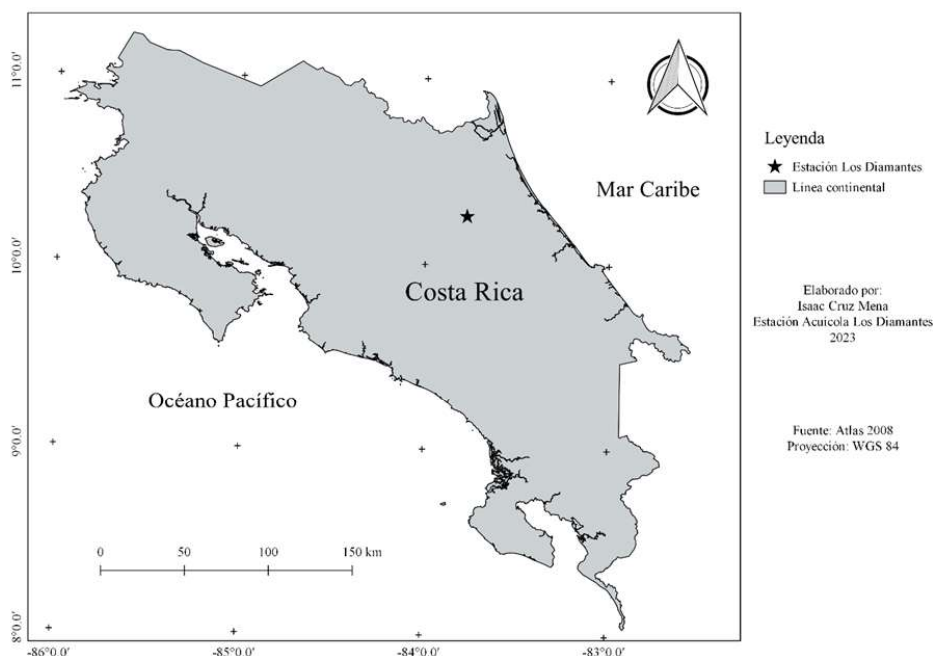 11°0.0'
10°0.0'
9°0.0'
8°0.0'
-86°0.0'
-85°0.0'
-84°0.0'
-83°0.0'
Mar Caribe
Costa Rica
Océano Pacífico
0 50 100 150 km
Leyenda
Estación Los Diamantes
Línea continental
Elaborado por:
Isaac Cruz Mena
Estación Acuicola Los Diamantes
2023
Fuente: Atlas 2008
Proyección: WGS 84